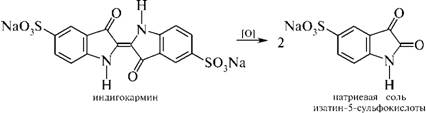 O
H
N
NaO₃S
SO₃Na
N
H
O
индигокармин
[O]
2
NaO₃S
O
O
N
H
натриевая соль
изатин-5-сульфокислоты